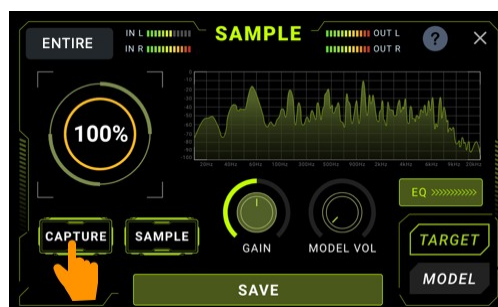 ENTIRE
IN L
IN R
SAMPLE
OUT L
OUT R
?
100%
CAPTURE
SAMPLE
GAIN
MODEL VOL
EQ
TARGET
MODEL
SAVE